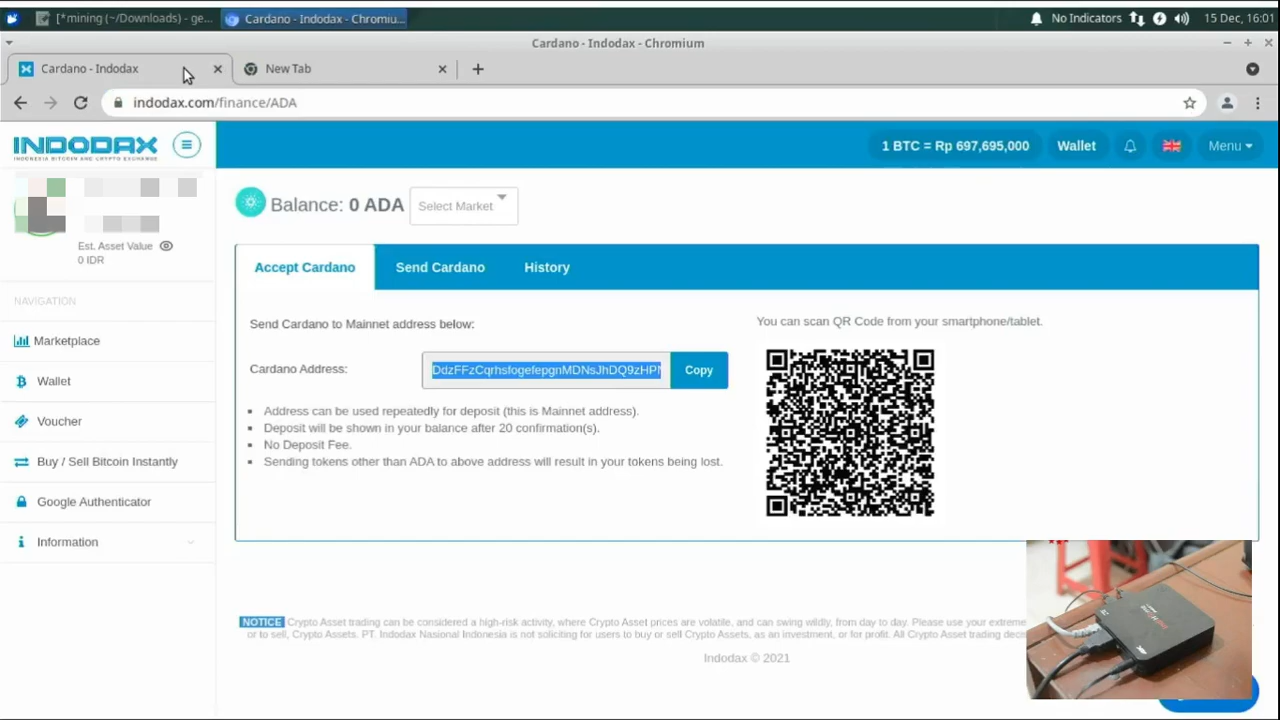 [*mining (~/Downloads) - ge...
Cardano - Indodax - Chromiu...
No Indicators
15 Dec, 16:01
Cardano - Indodax - Chromium
Cardano - Indodax
New Tab
indodax.com/finance/ADA
INDODAX
INDONESIA BITCOIN AND CRYPTO EXCHANGE
1 BTC = Rp 697,695,000
Wallet
Menu
Est. Asset Value
0 IDR
Balance: 0 ADA
Select Market
Accept Cardano
Send Cardano
History
NAVIGATION
Marketplace
Wallet
Voucher
Buy / Sell Bitcoin Instantly
Google Authenticator
Information
Send Cardano to Mainnet address below:
Cardano Address:
DdzFFzCqrhsfogefepgnMDNsJhDQ9zHP
Copy
Address can be used repeatedly for deposit (this is Mainnet address).
Deposit will be shown in your balance after 20 confirmation(s).
No Deposit Fee.
Sending tokens other than ADA to above address will result in your tokens being lost.
You can scan QR Code from your smartphone/tablet.
NOTICE Crypto Asset trading can be considered a high-risk activity, where Crypto Asset prices are volatile, and can swing wildly, from day to day. Please use your extreme
or to sell, Crypto Assets. PT. Indodax Nasional Indonesia is not soliciting for users to buy or sell Crypto Assets, as an investment, or for profit. All Crypto Asset trading deci
Indodax © 2021